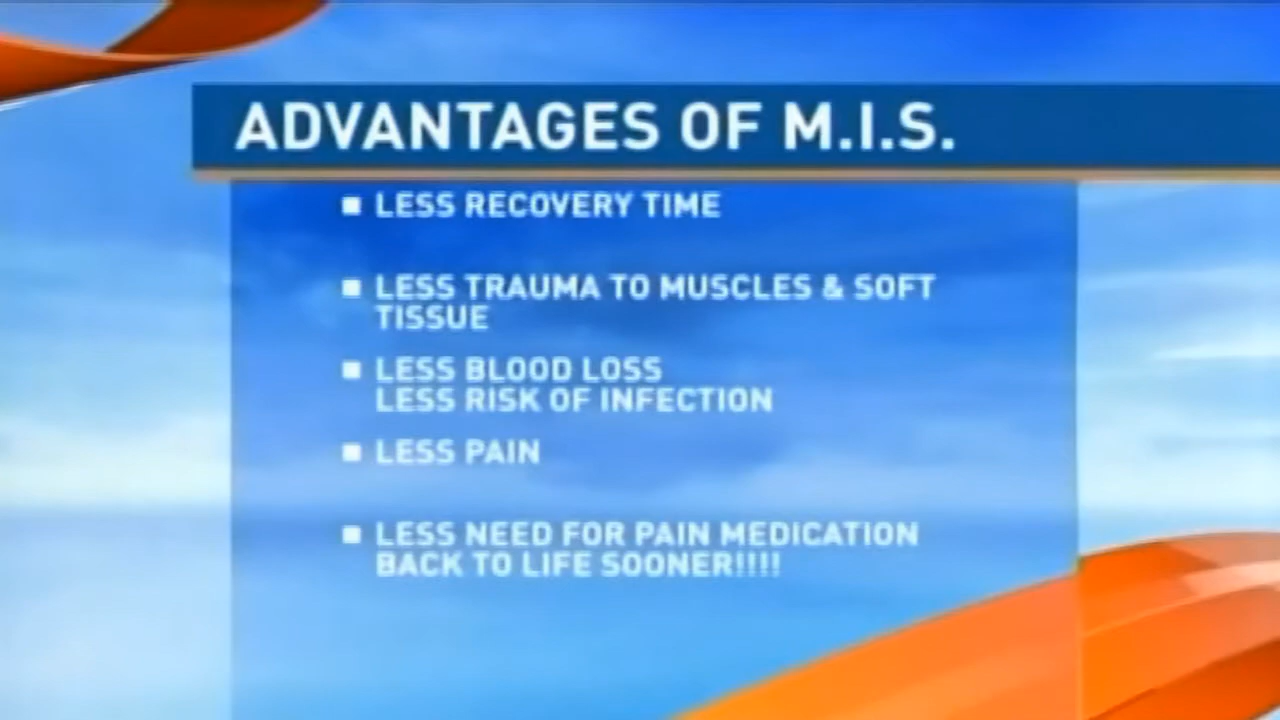 ADVANTAGES OF M.I.S.
■ LESS RECOVERY TIME
■ LESS TRAUMA TO MUSCLES & SOFT
TISSUE
■ LESS BLOOD LOSS
LESS RISK OF INFECTION
■ LESS PAIN
■ LESS NEED FOR PAIN MEDICATION
BACK TO LIFE SOONER!!!!